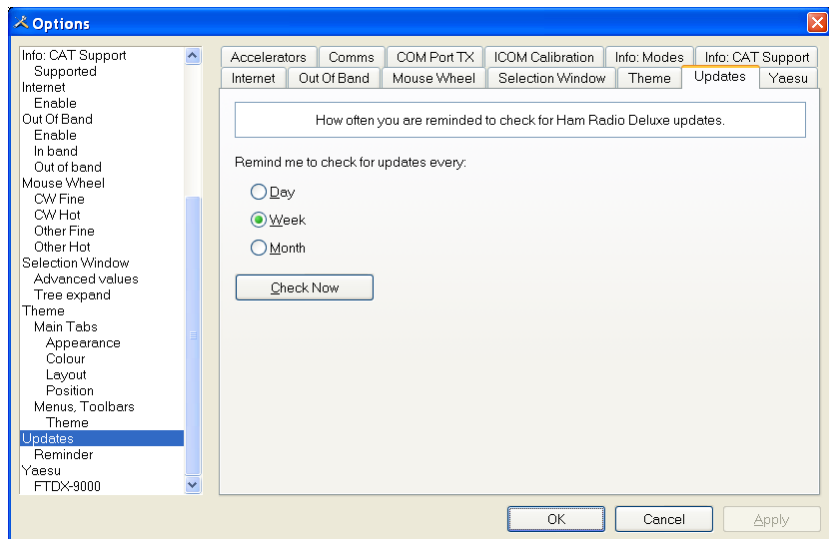 Options
Info: CAT Support
Supported
Internet
Enable
Out Of Band
Enable
In band
Out of band
Mouse Wheel
CW Fine
CW Hot
Other Fine
Other Hot
Selection Window
Advanced values
Tree expand
Theme
Main Tabs
Appearance
Colour
Layout
Position
Menus, Toolbars
Theme
Updates
Reminder
Yaesu
FTDX-9000
Accelerators Comms COM Port TX ICOM Calibration Info: Modes Info: CAT Support
Internet Out Of Band Mouse Wheel Selection Window Theme Updates Yaesu
How often you are reminded to check for Ham Radio Deluxe updates.
Remind me to check for updates every:
Day
Week
Month
Check Now
OK Cancel Apply